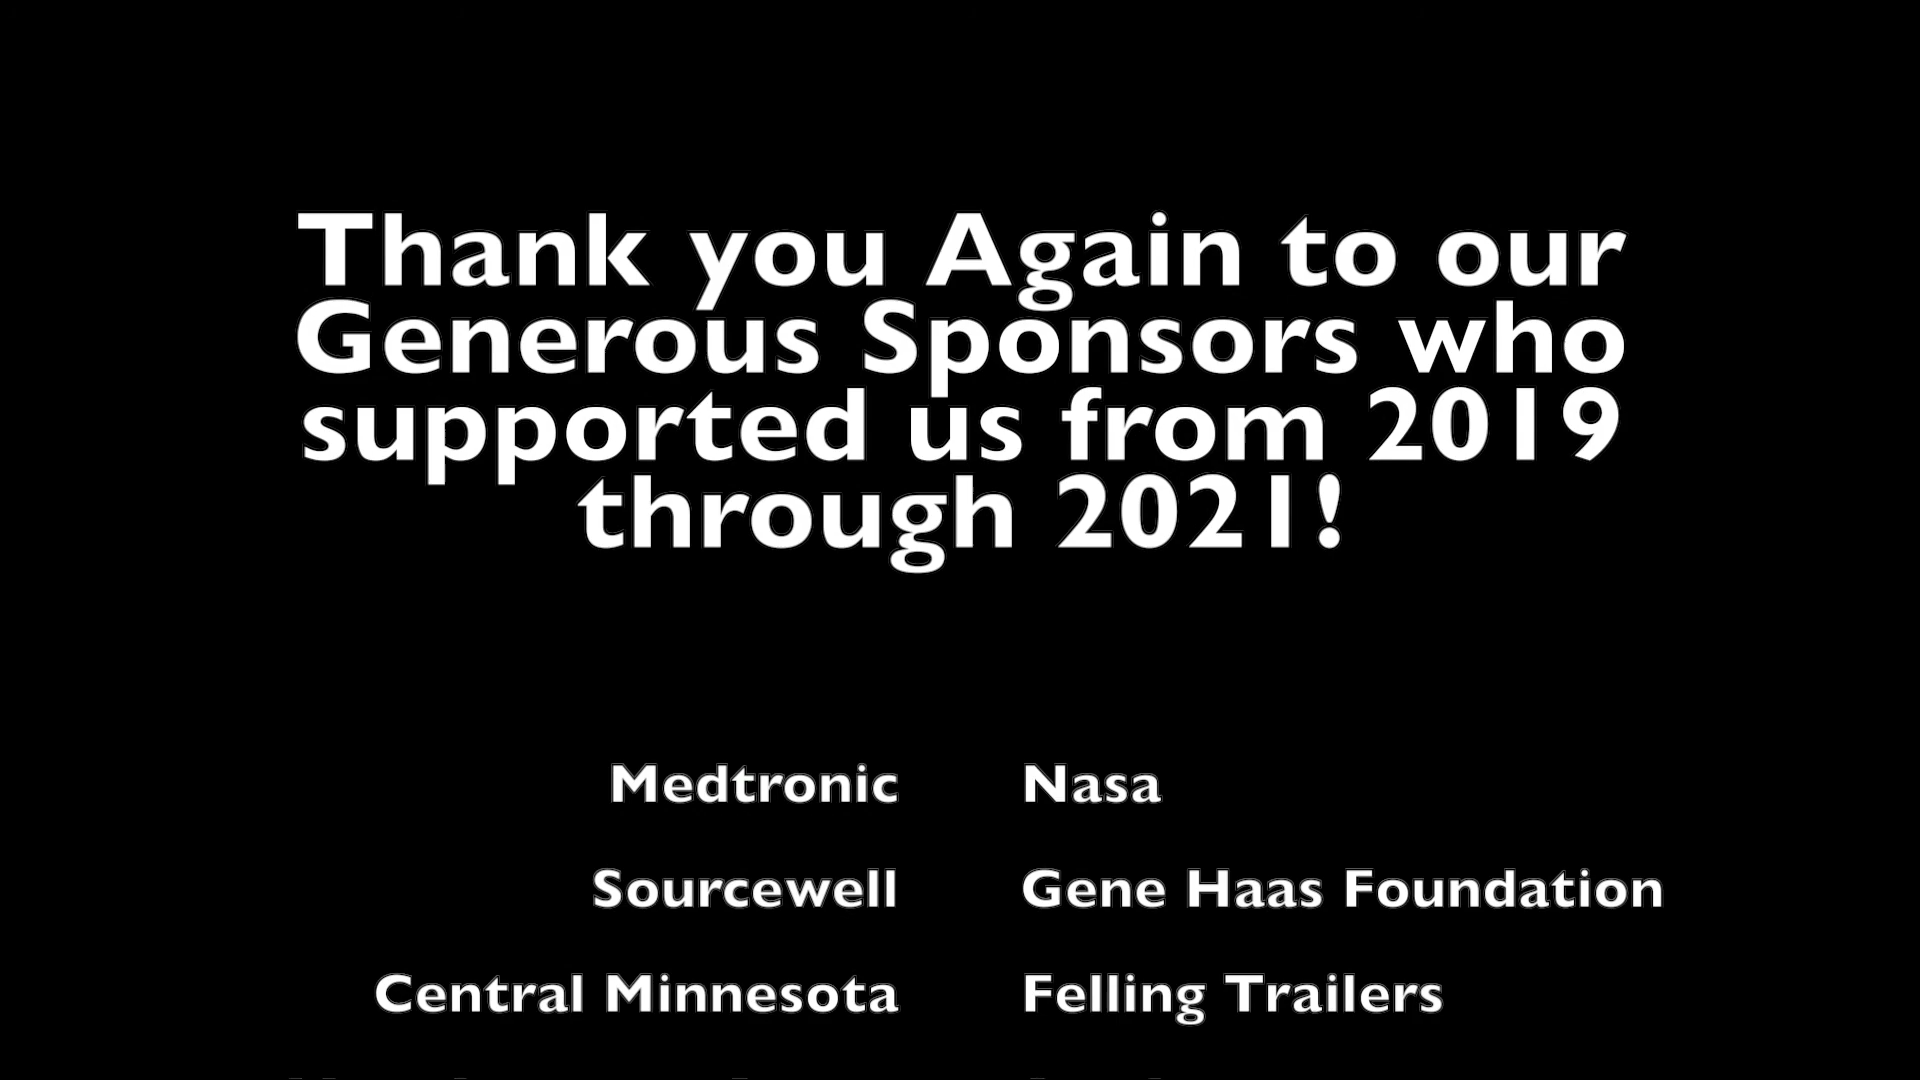 Thank you Again to our
Generous Sponsors who
supported us from 2019
through 2021!
Medtronic Nasa
Sourcewell Gene Haas Foundation
Central Minnesota Felling Trailers